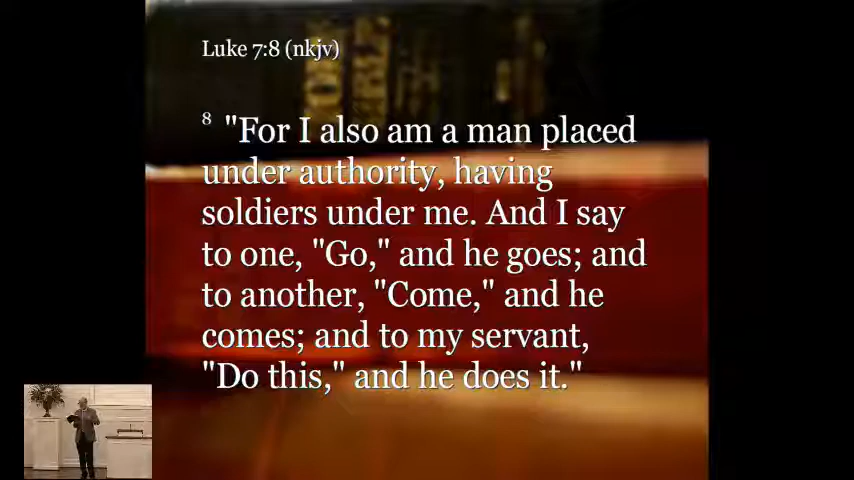 Luke 7:8 (nkjv)
8 "For I also am a man placed
under authority, having
soldiers under me. And I say
to one, "Go," and he goes; and
to another, "Come," and he
comes; and to my servant,
"Do this," and he does it."